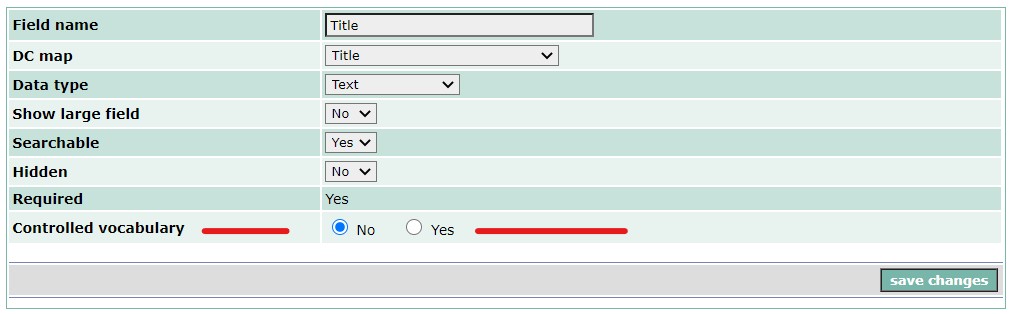 Field name Title
DC map Title
Data type Text
Show large field No
Searchable Yes
Hidden No
Required Yes
Controlled vocabulary No Yes
save changes